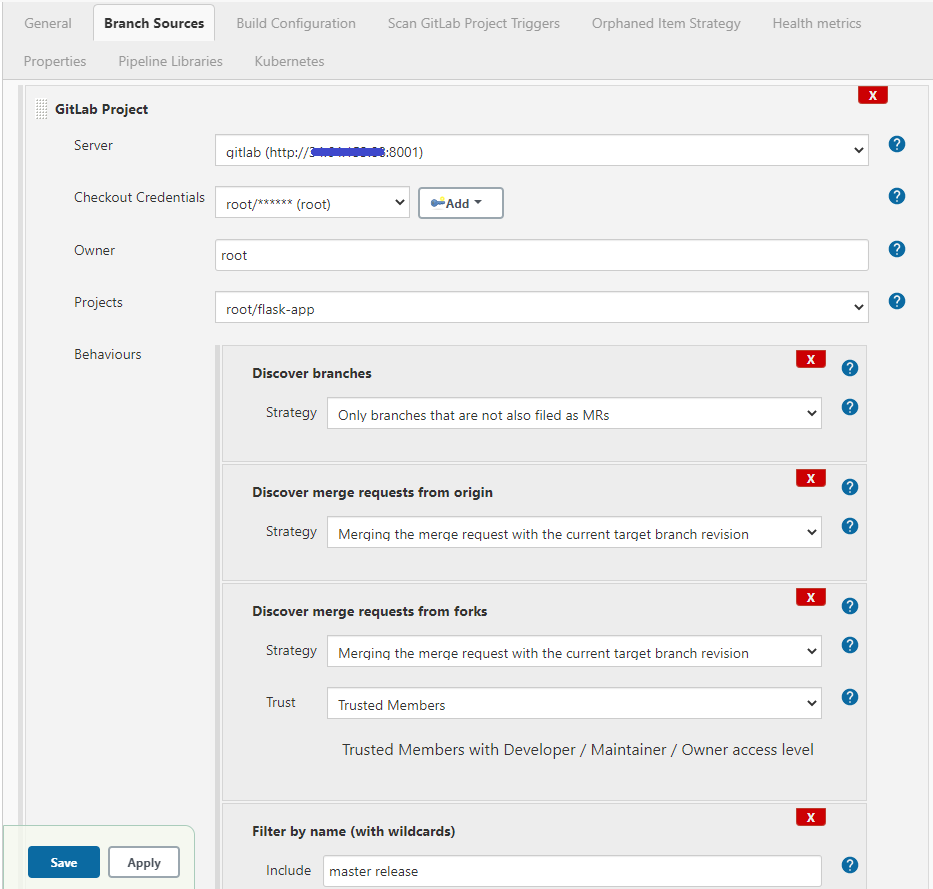 General Branch Sources Build Configuration Scan GitLab Project Triggers Orphaned Item Strategy Health metrics
Properties Pipeline Libraries Kubernetes
X
GitLab Project
Server gitlab (http:// :8001) ?
Checkout Credentials root/****** (root) Add ?
Owner root ?
Projects root/flask-app ?
Behaviours
X
Discover branches ?
Strategy Only branches that are not also filed as MRs ?
X
Discover merge requests from origin ?
Strategy Merging the merge request with the current target branch revision ?
X
Discover merge requests from forks ?
Strategy Merging the merge request with the current target branch revision ?
Trust Trusted Members ?
Trusted Members with Developer / Maintainer / Owner access level
X
Filter by name (with wildcards)
Include master release ?
Save Apply